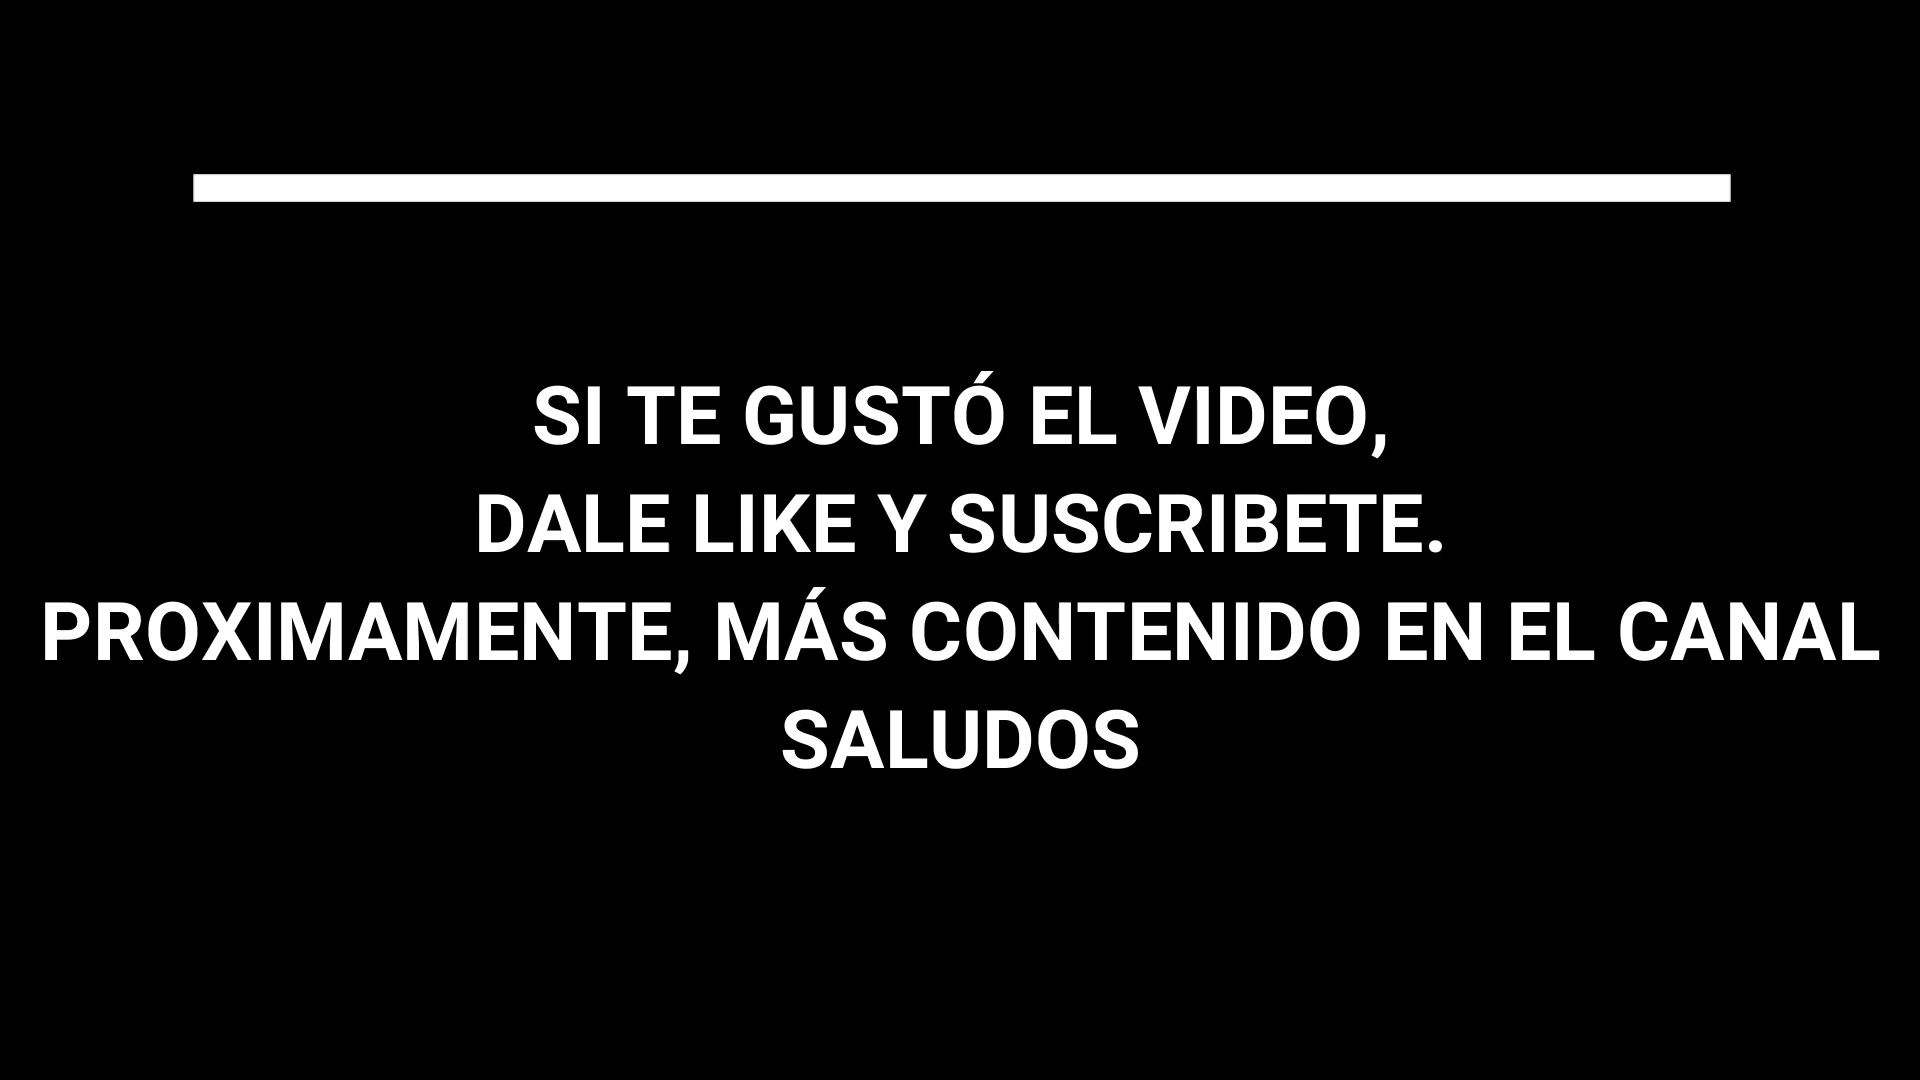 SI TE GUSTÓ EL VIDEO,
DALE LIKE Y SUSCRIBETE.
PROXIMAMENTE, MÁS CONTENIDO EN EL CANAL
SALUDOS